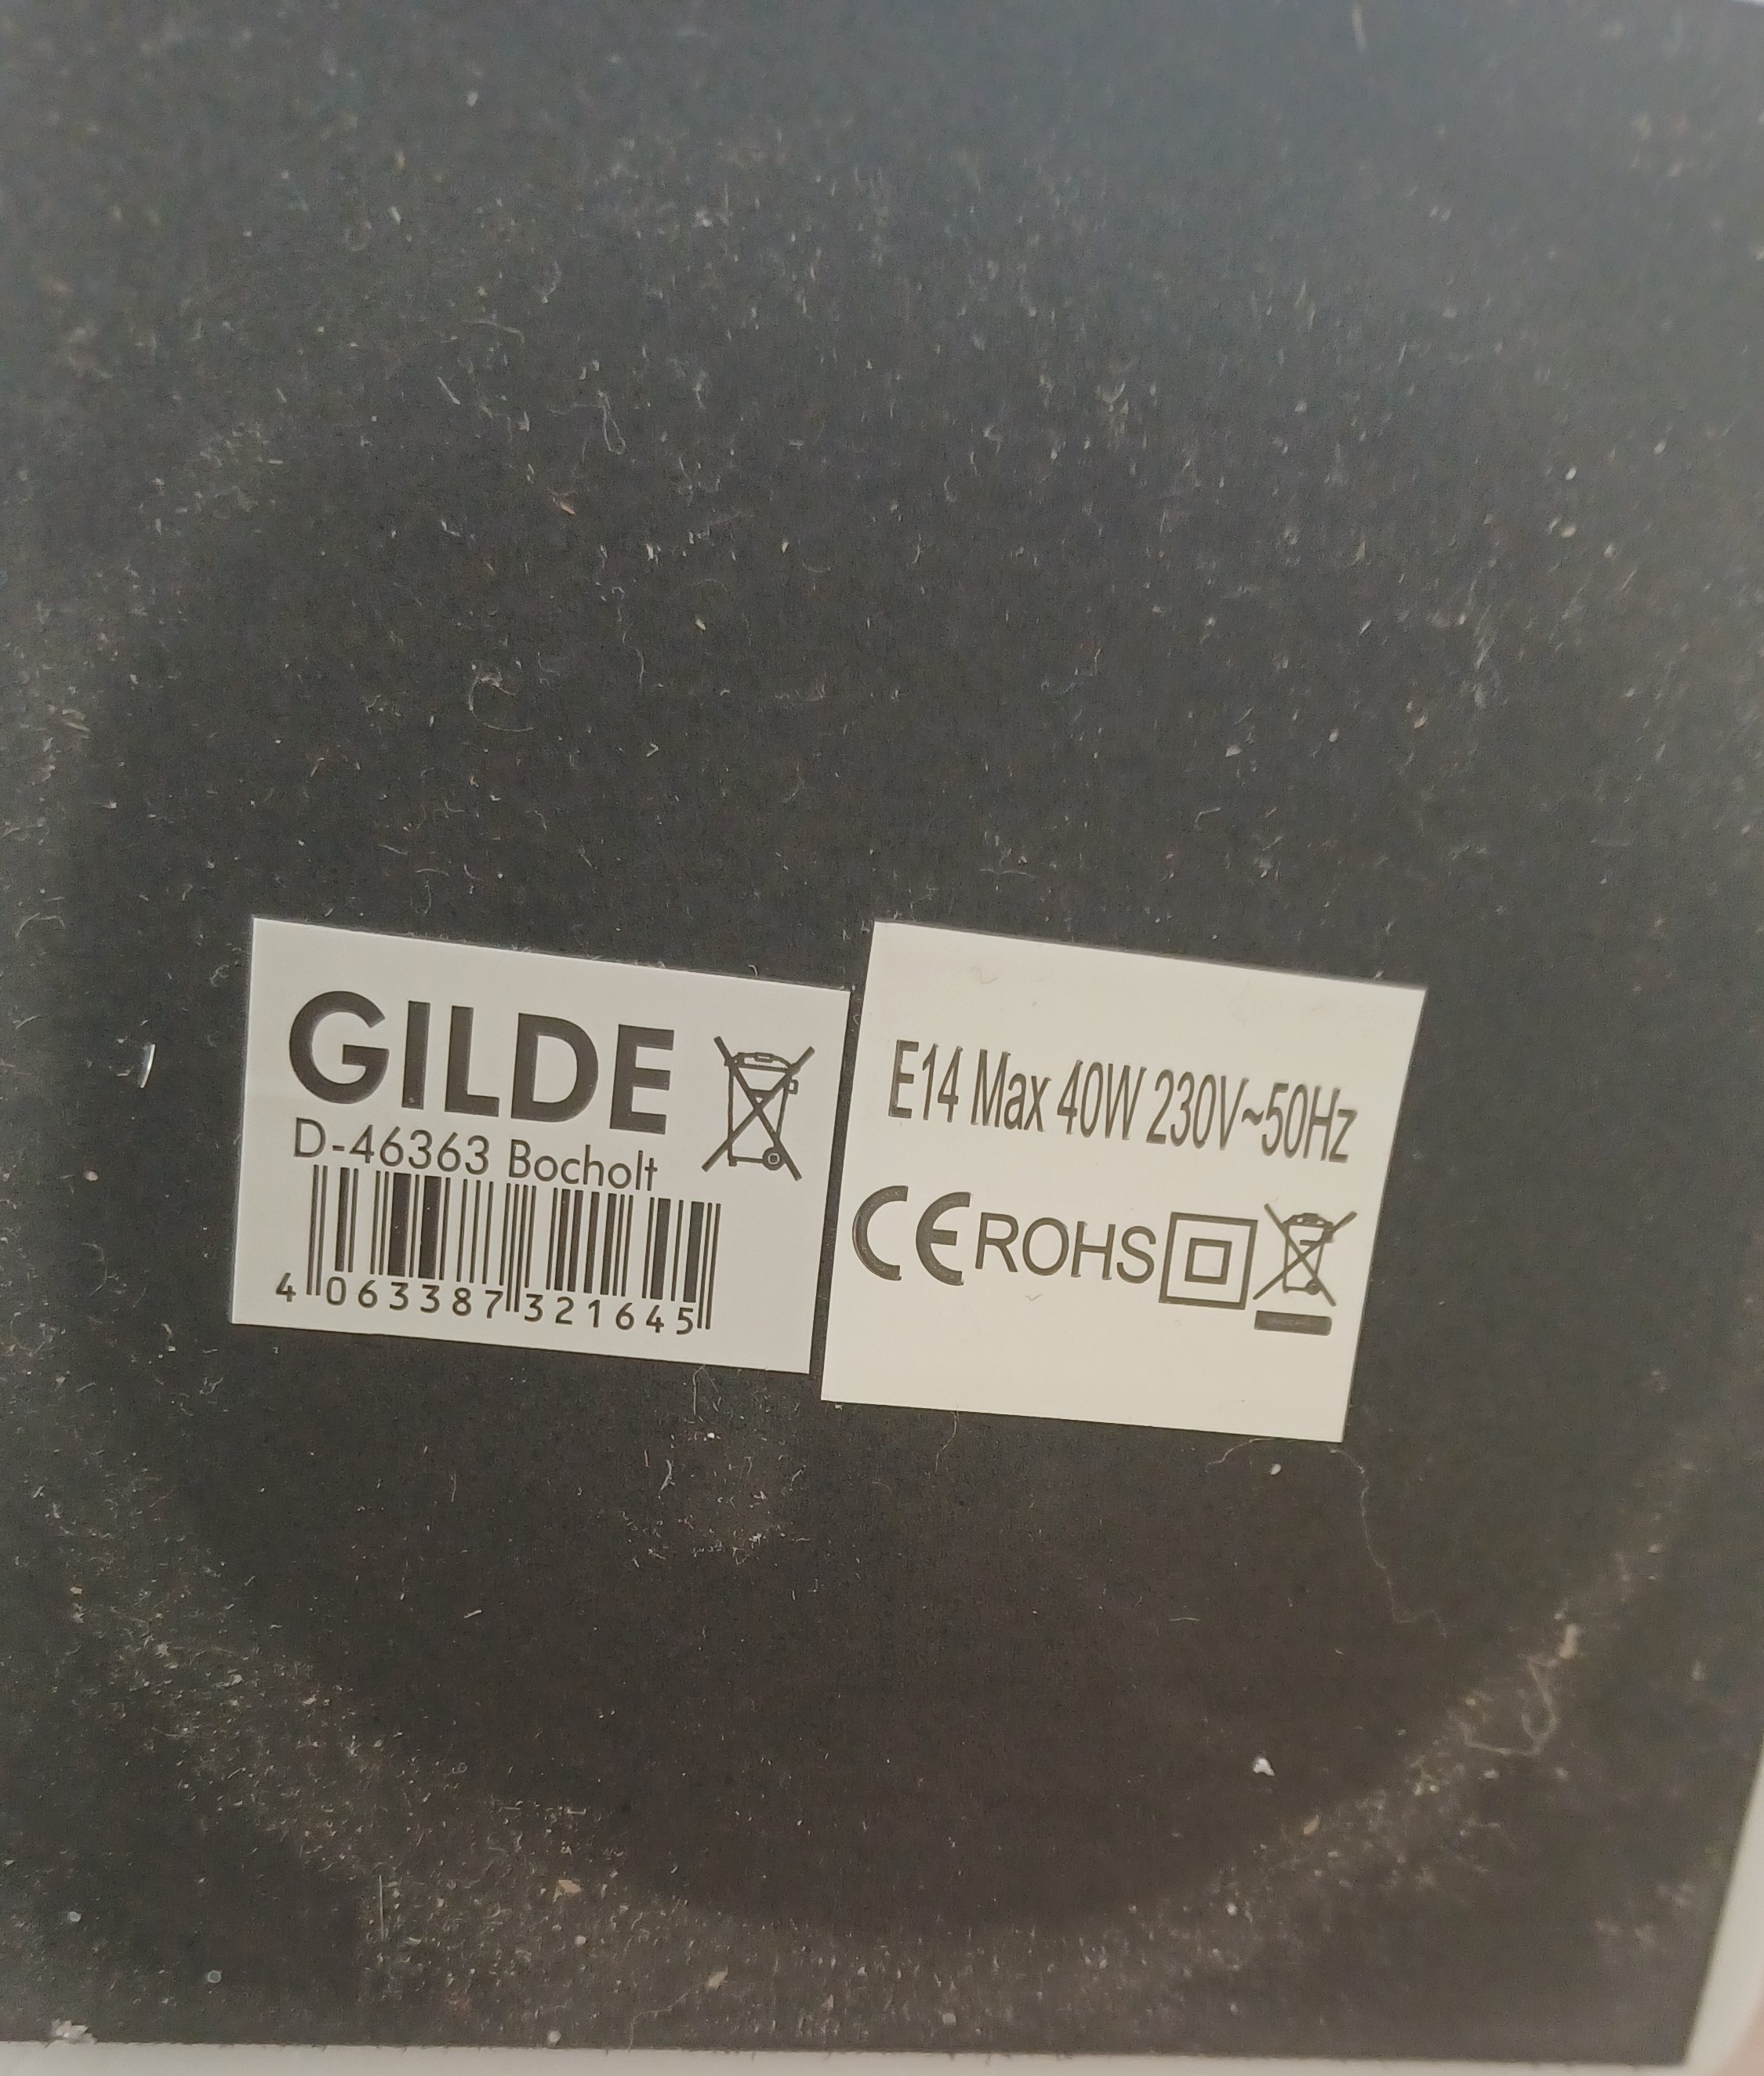 GILDE
D-46363 Bocholt
4 063387 321645
E14 Max 40W 230V~50Hz
CE ROHS